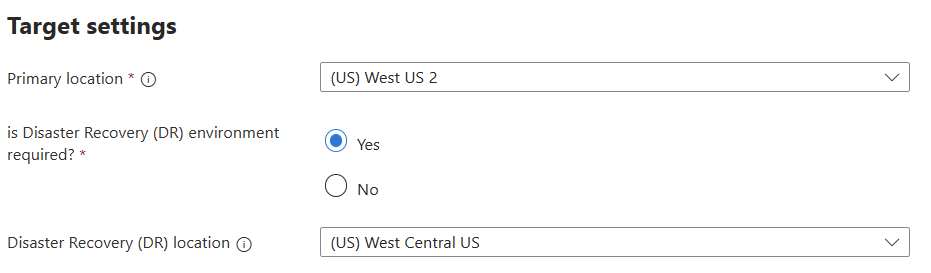 Target settings
Primary location *
(US) West US 2
is Disaster Recovery (DR) environment
required? *
Yes
No
Disaster Recovery (DR) location
(US) West Central US